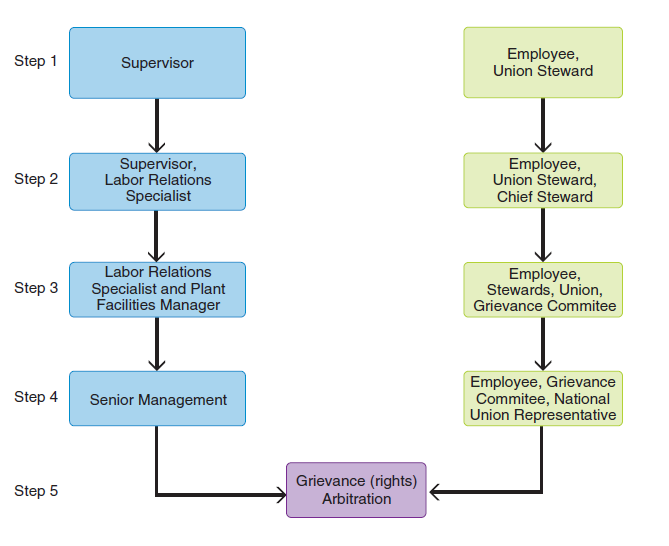 Step 1
Supervisor
Employee,
Union Steward
Step 2
Supervisor,
Labor Relations
Specialist
Employee,
Union Steward,
Chief Steward
Step 3
Labor Relations
Specialist and Plant
Facilities Manager
Employee,
Stewards, Union,
Grievance Commitee
Step 4
Senior Management
Employee, Grievance
Commitee, National
Union Representative
Step 5
Grievance (rights)
Arbitration